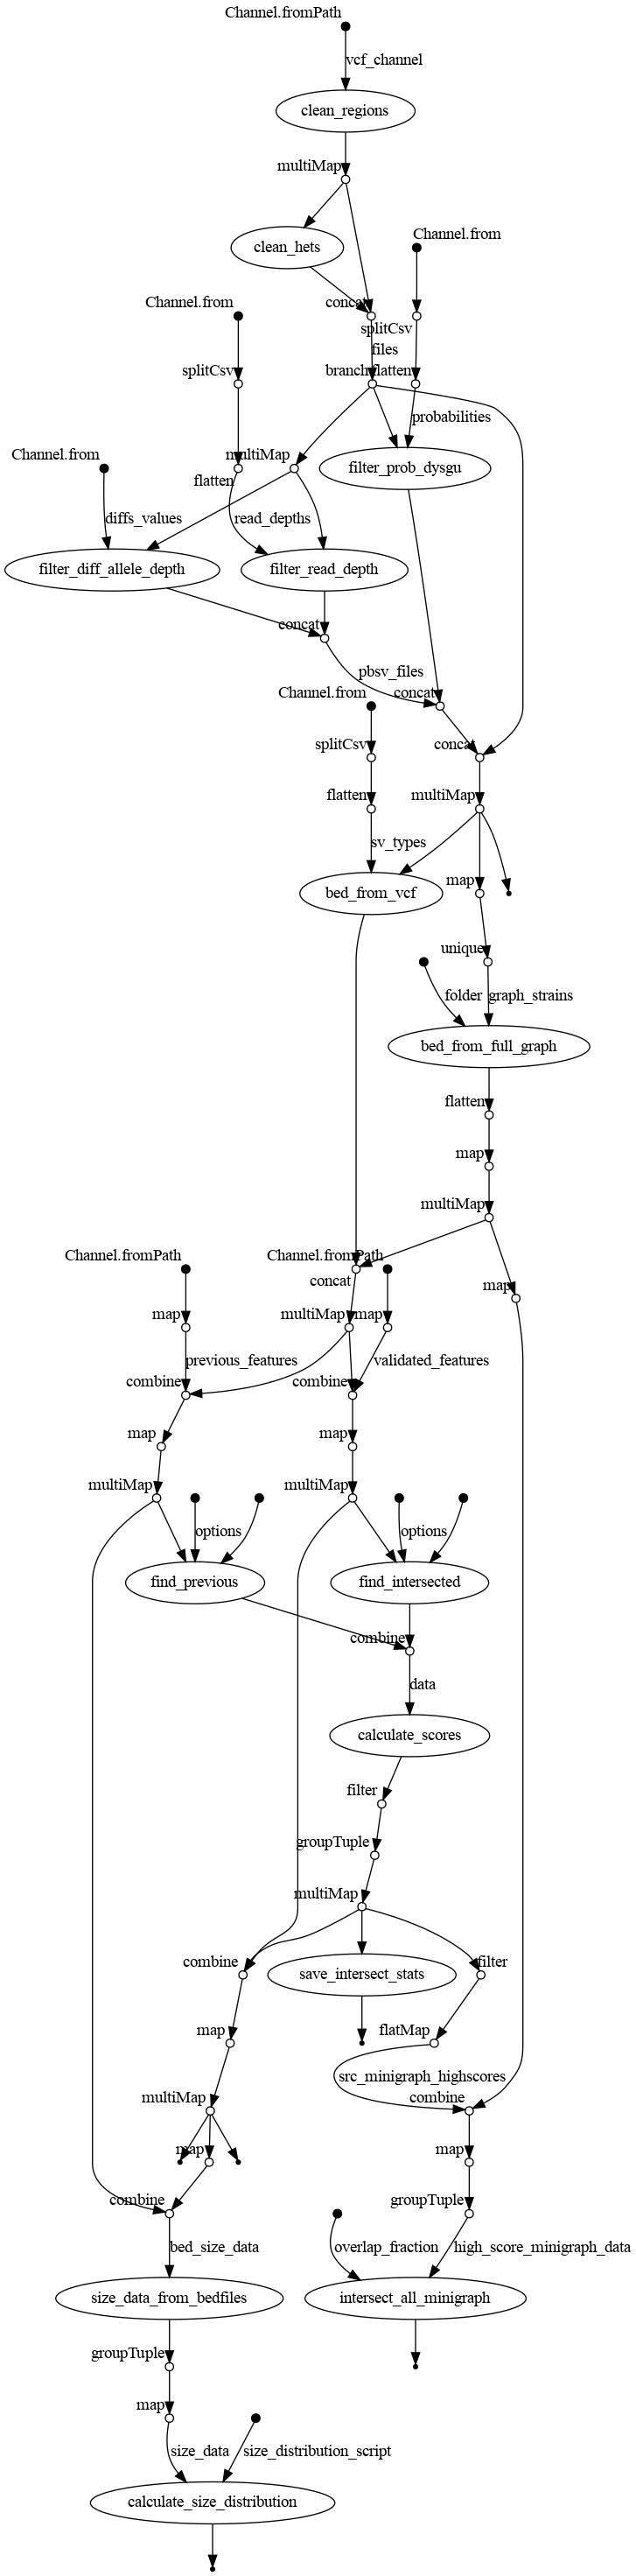 Channel.fromPath
vcf_channel
clean_regions
multiMap
Channel.from
clean_hets
Channel.from
concat
splitCsv
files
splitCsv
branch
flatten
probabilities
Channel.from
multiMap
filter_prob_dysgu
flatten
diffs_values
read_depths
filter_diff_allele_depth
filter_read_depth
concat
pbsv_files
Channel.from
concat
splitCsv
concat
flatten
multiMap
sv_types
map
bed_from_vcf
unique
folder
graph_strains
bed_from_full_graph
flatten
map
multiMap
Channel.fromPath
Channel.fromPath
concat
map
map
multiMap
map
previous_features
validated_features
combine
combine
map
map
multiMap
multiMap
options
options
find_previous
find_intersected
combine
data
calculate_scores
filter
groupTuple
multiMap
combine
save_intersect_stats
filter
map
flatMap
src_minigraph_highscores
multiMap
combine
map
map
combine
groupTuple
bed_size_data
overlap_fraction
high_score_minigraph_data
size_data_from_bedfiles
intersect_all_minigraph
groupTuple
map
size_data
size_distribution_script
calculate_size_distribution